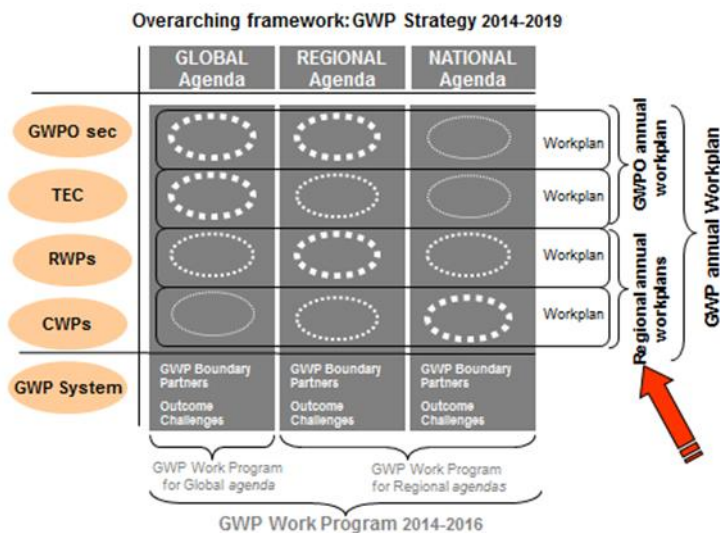 Overarching framework: GWP Strategy 2014-2019
GLOBAL
Agenda
REGIONAL
Agenda
NATIONAL
Agenda
GWPO sec
Workplan
TEC
Workplan
RWPs
Workplan
CWPs
Workplan
GWPO annual
workplan
Regional annual
workplans
GWP annual Workplan
GWP System
GWP Boundary
Partners
Outcome
Challenges
GWP Boundary
Partners
Outcome
Challenges
GWP Boundary
Partners
Outcome
Challenges
GWP Work Program
for Global agenda
GWP Work Program
for Regional agendas
GWP Work Program 2014-2016